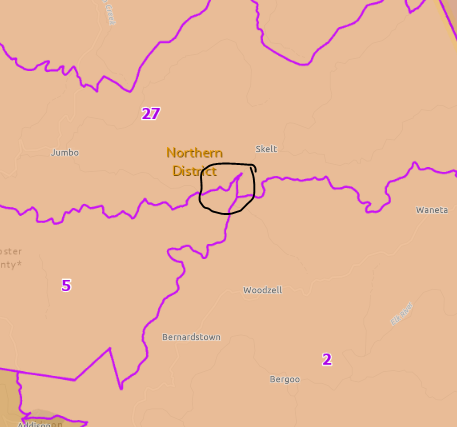 27
Jumbo
Skelt
Northern
District
Waneta
5
Woodzell
Bernardstown
2
Bergoo